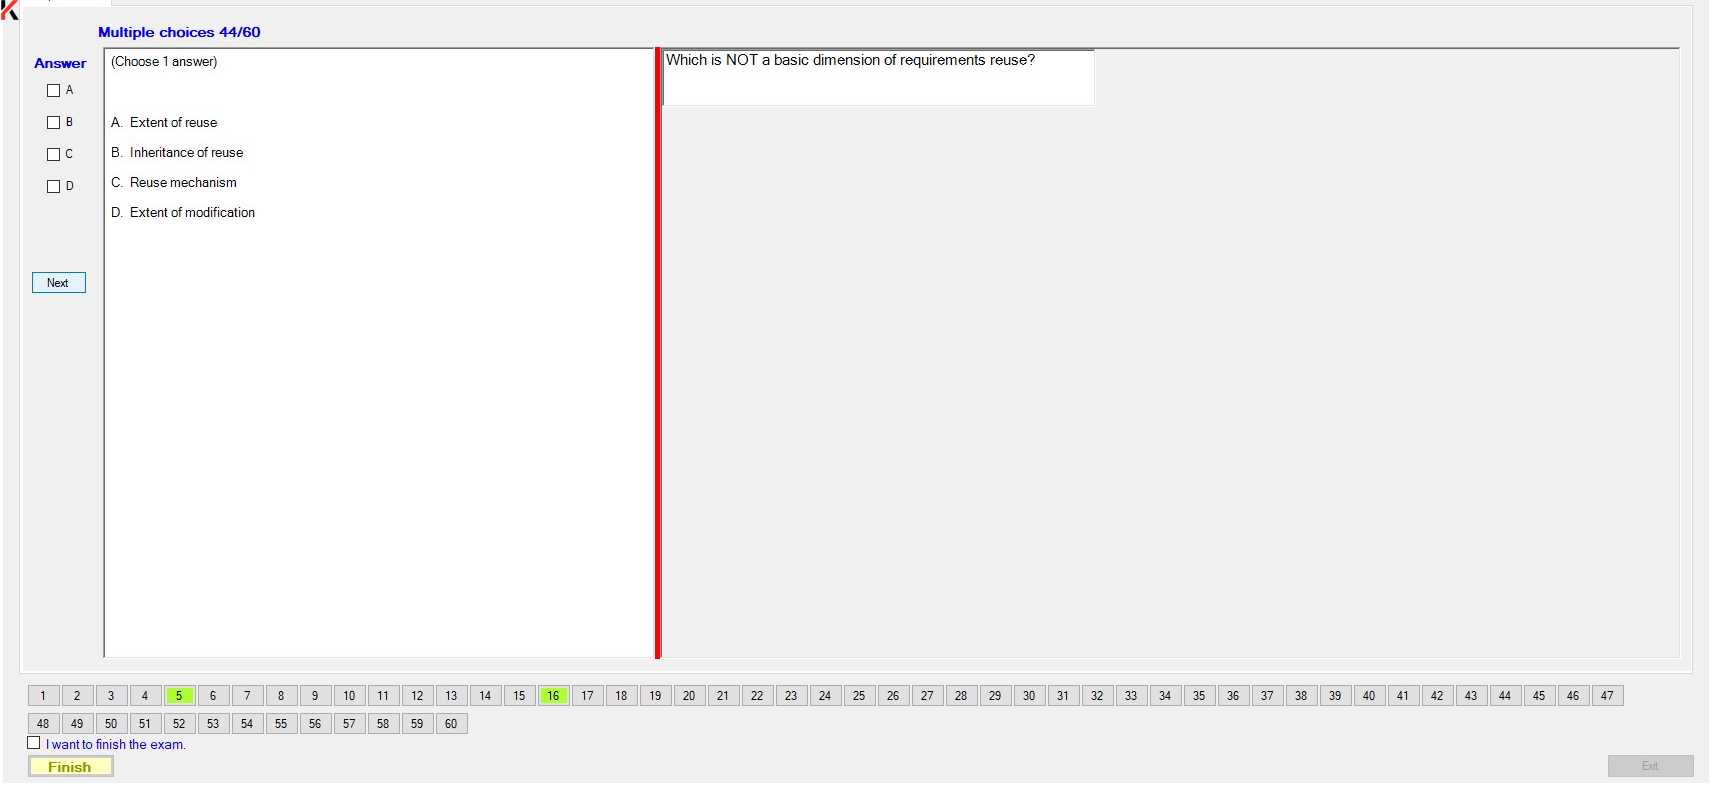 Multiple choices 44/60
Answer
A
B
C
D
Next
(Choose 1 answer)
A. Extent of reuse
B. Inheritance of reuse
C. Reuse mechanism
D. Extent of modification
Which is NOT a basic dimension of requirements reuse?
1 2 3 4 5 6 7 8 9 10 11 12 13 14 15 16 17 18 19 20 21 22 23 24 25 26 27 28 29 30 31 32 33 34 35 36 37 38 39 40 41 42 43 44 45 46 47
48 49 50 51 52 53 54 55 56 57 58 59 60
I want to finish the exam.
Finish
Exit